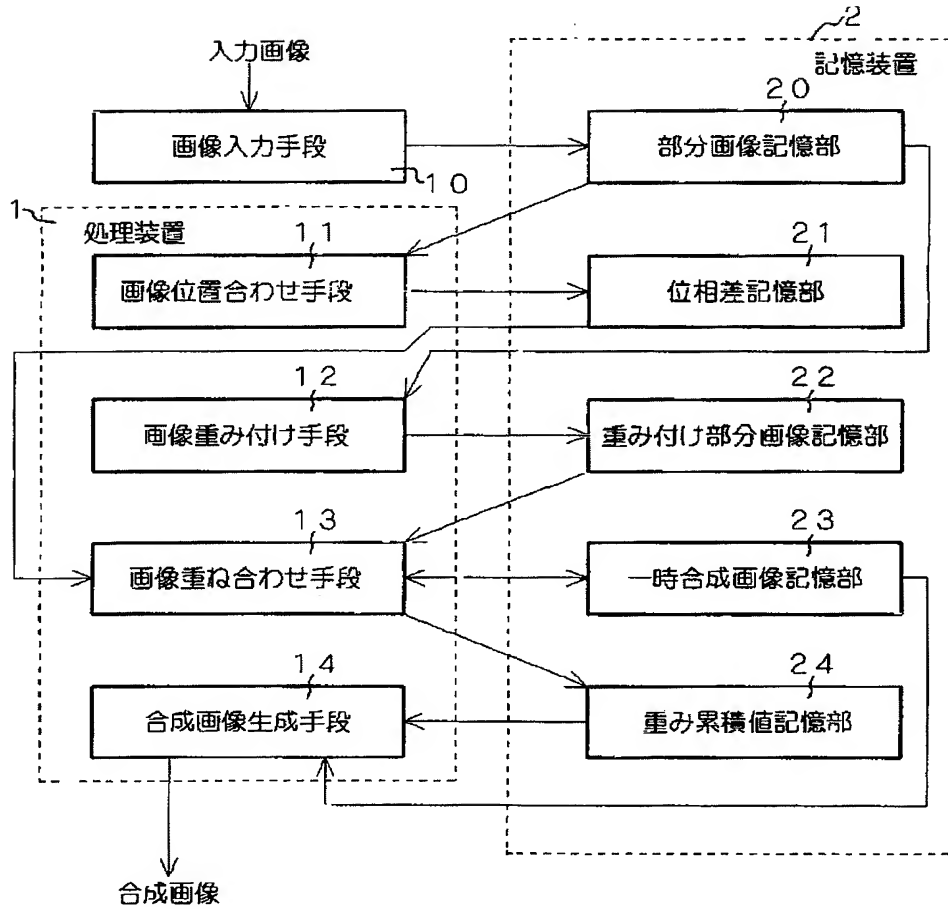 2
入力画像
記憶装置
20
画像入力手段
部分画像記憶部
10
1
処理装置
11
21
画像位置合わせ手段
位相差記憶部
12
22
画像重み付け手段
重み付け部分画像記憶部
13
23
画像重ね合わせ手段
一時合成画像記憶部
14
24
合成画像生成手段
重み累積値記憶部
合成画像